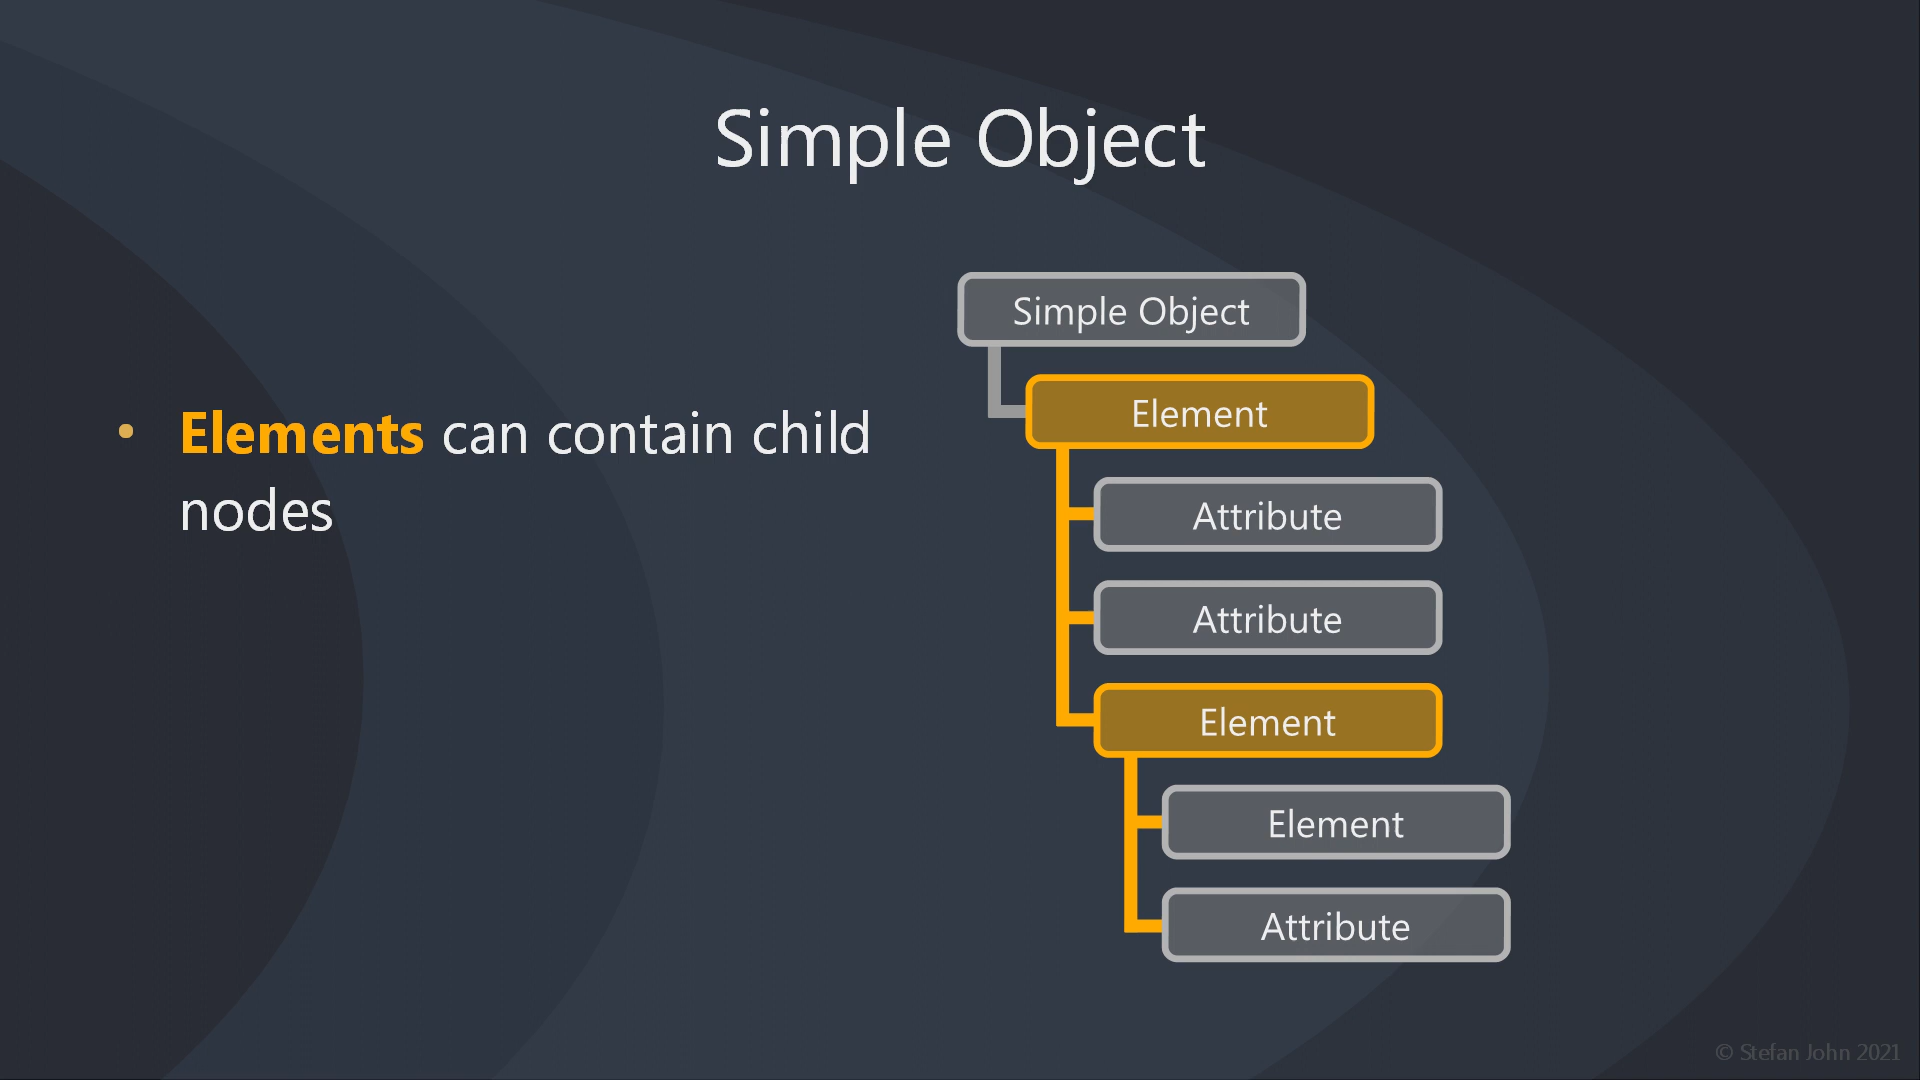 Simple Object
Elements can contain child
nodes
Simple Object
Element
Attribute
Attribute
Element
Element
Attribute
© Stefan John 2021